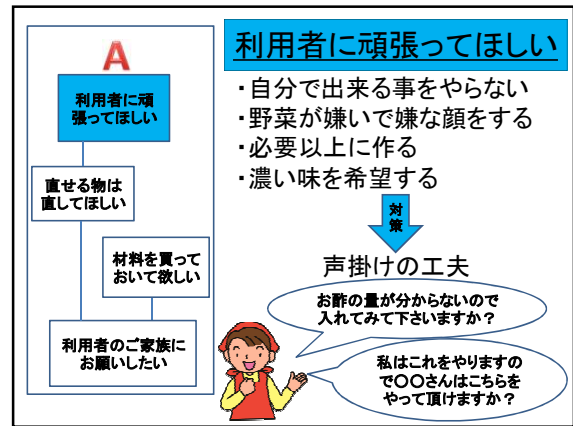 A
利用者に頑
張ってほしい
直せる物は
直してほしい
材料を買って
おいて欲しい
利用者のご家族に
お願いしたい
利用者に頑張ってほしい
・自分で出来る事をやらない
・野菜が嫌いで嫌な顔をする
・必要以上に作る
・濃い味を希望する
対
策
声掛けの工夫
お酢の量が分からないので
入れてみて下さいますか？
私はこれをやりますの
で〇〇さんはこちらを
やって頂けますか？